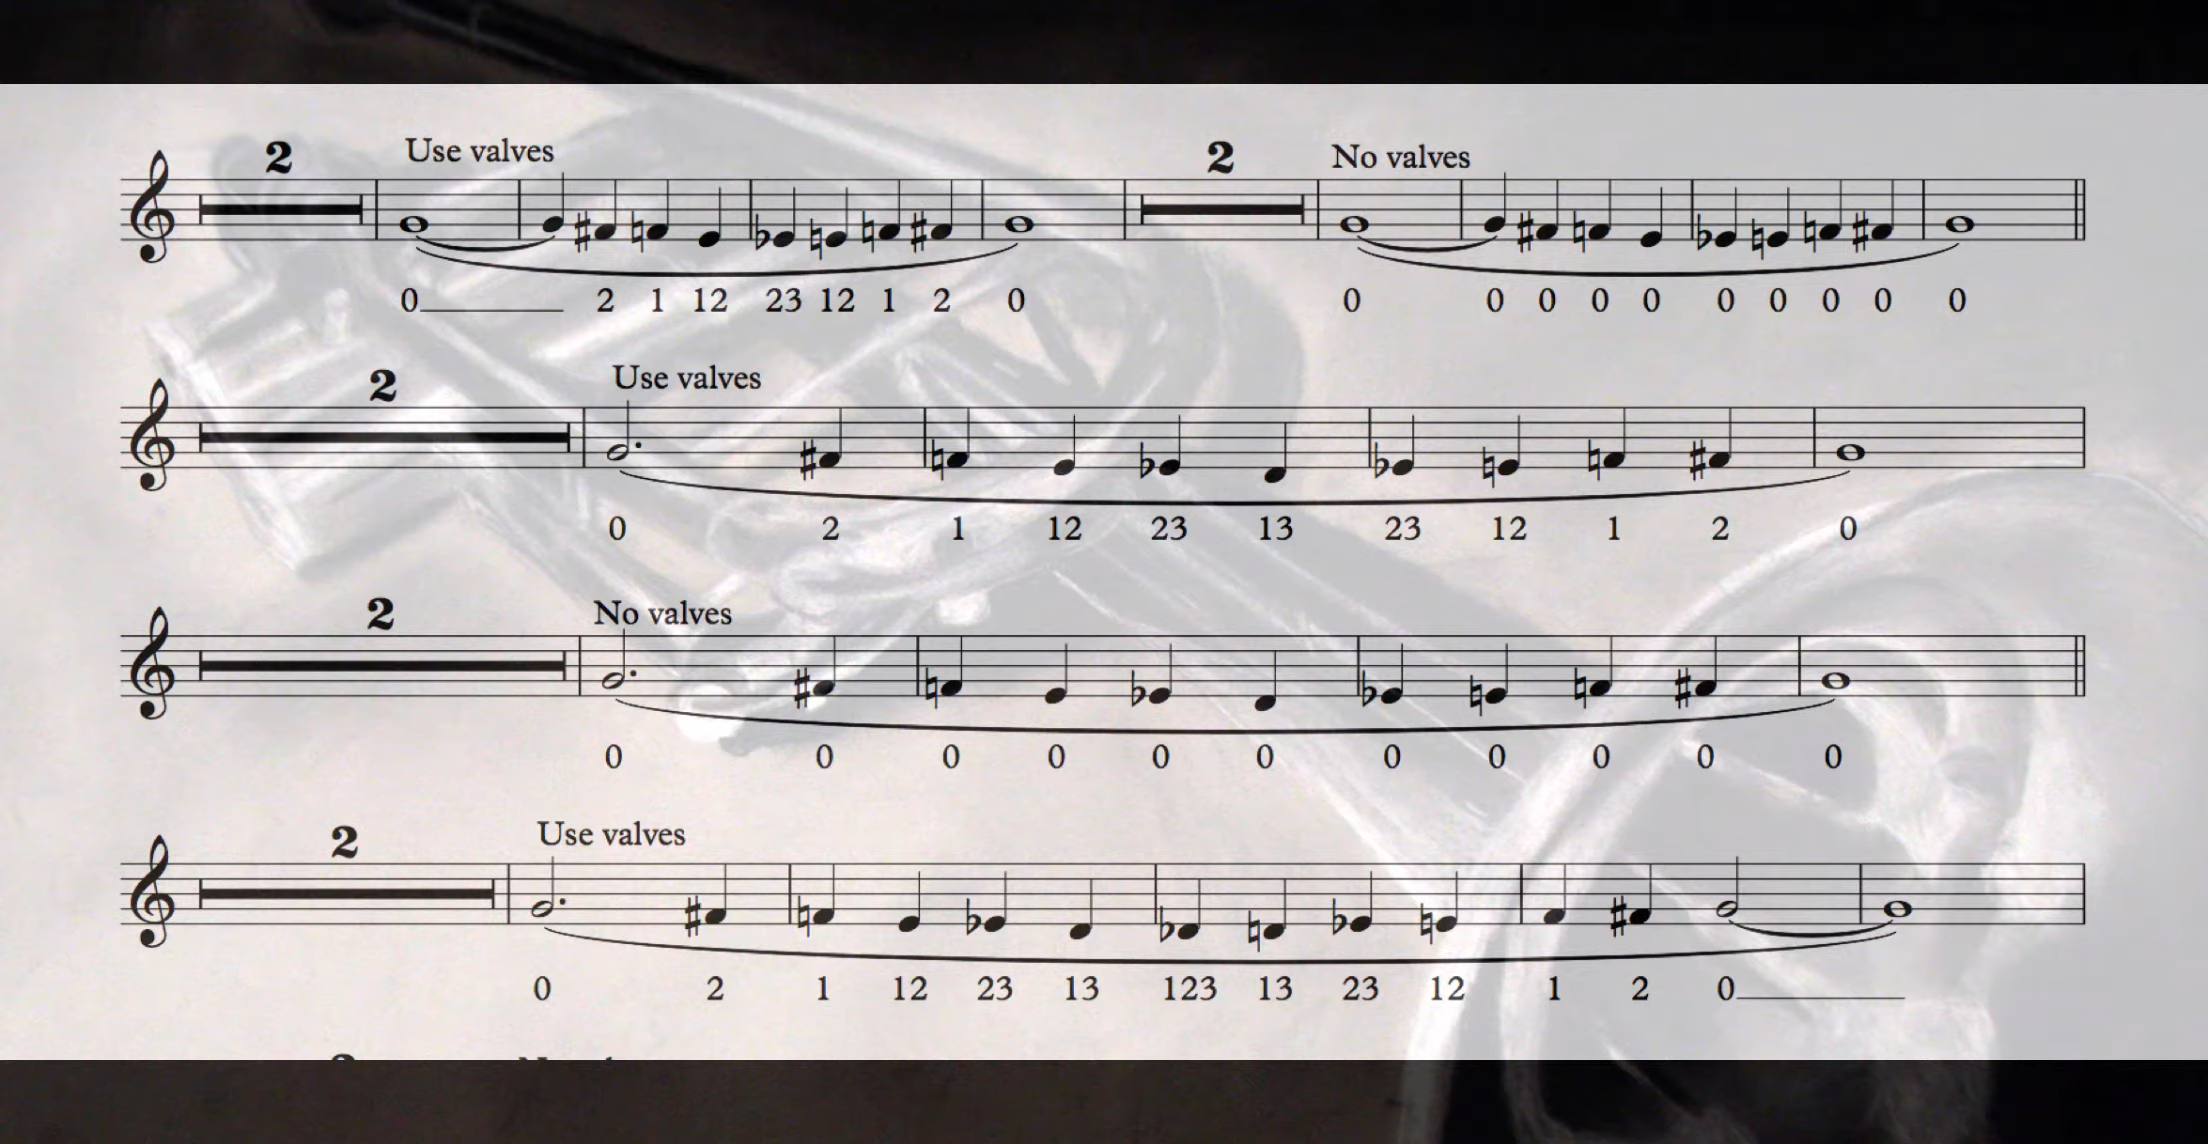 2 Use valves 2 No valves
0 2 1 12 23 12 1 2 0 0 0 0 0 0 0 0 0 0 0
2 Use valves
0 2 1 12 23 13 23 12 1 2 0
2 No valves
0 0 0 0 0 0 0 0 0 0 0
2 Use valves
0 2 1 12 23 13 123 13 23 12 1 2 0